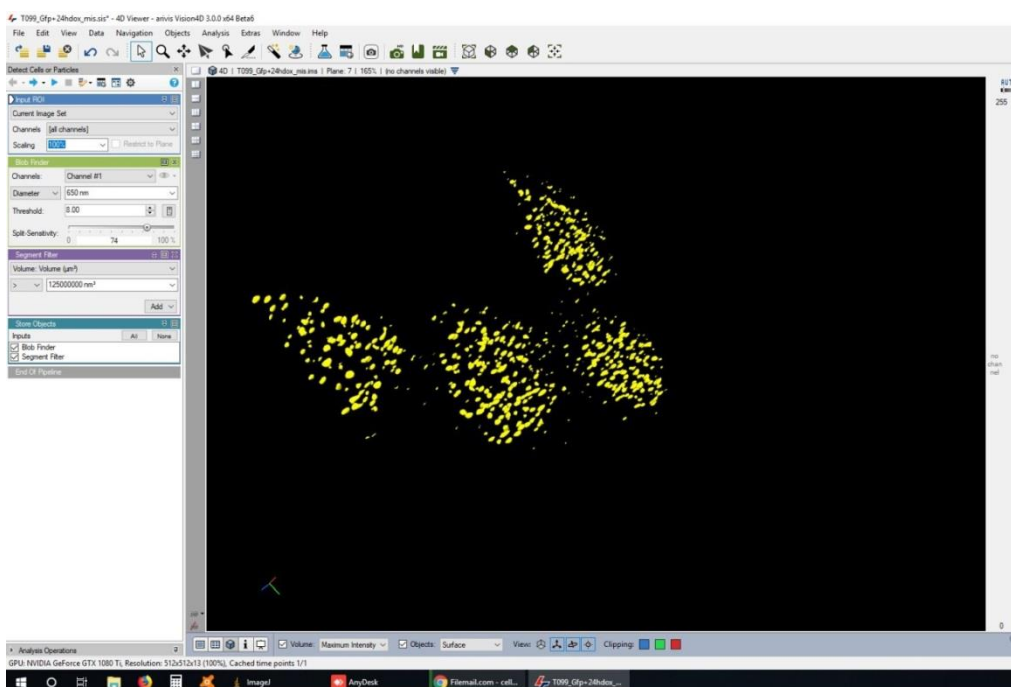 T099_Gfp+24hdox_mis.sis* - 4D Viewer - arivis Vision4D 3.0.0 x64 Beta6
File Edit View Data Navigation Objects Analysis Extras Window Help
Detect Cells or Particles
4D | T099_Gfp+24hdox_mis.ims | Plane: 7 | 165% | (no channels visible)
Input ROI
Current Image Set
Channels [all channels]
Scaling 100% Restrict to Plane
Blob Finder
Channels: Channel #1
Diameter 650 nm
Threshold: 8.00
Split-Sensitivity:
0 74 100 %
Segment Filter
Volume: Volume (µm³)
> 125000000 nm³
Add
Store Objects
Inputs All None
Blob Finder
Segment Filter
End Of Pipeline
255
no
chan
nel
0
Analysis Operations
Volume: Maximum Intensity Objects: Surface View: Clipping:
GPU: NVIDIA GeForce GTX 1080 Ti, Resolution: 512x512x13 (100%), Cached time points 1/1
ImageJ AnyDesk Filemail.com - cell... T099_Gfp+24hdox_...